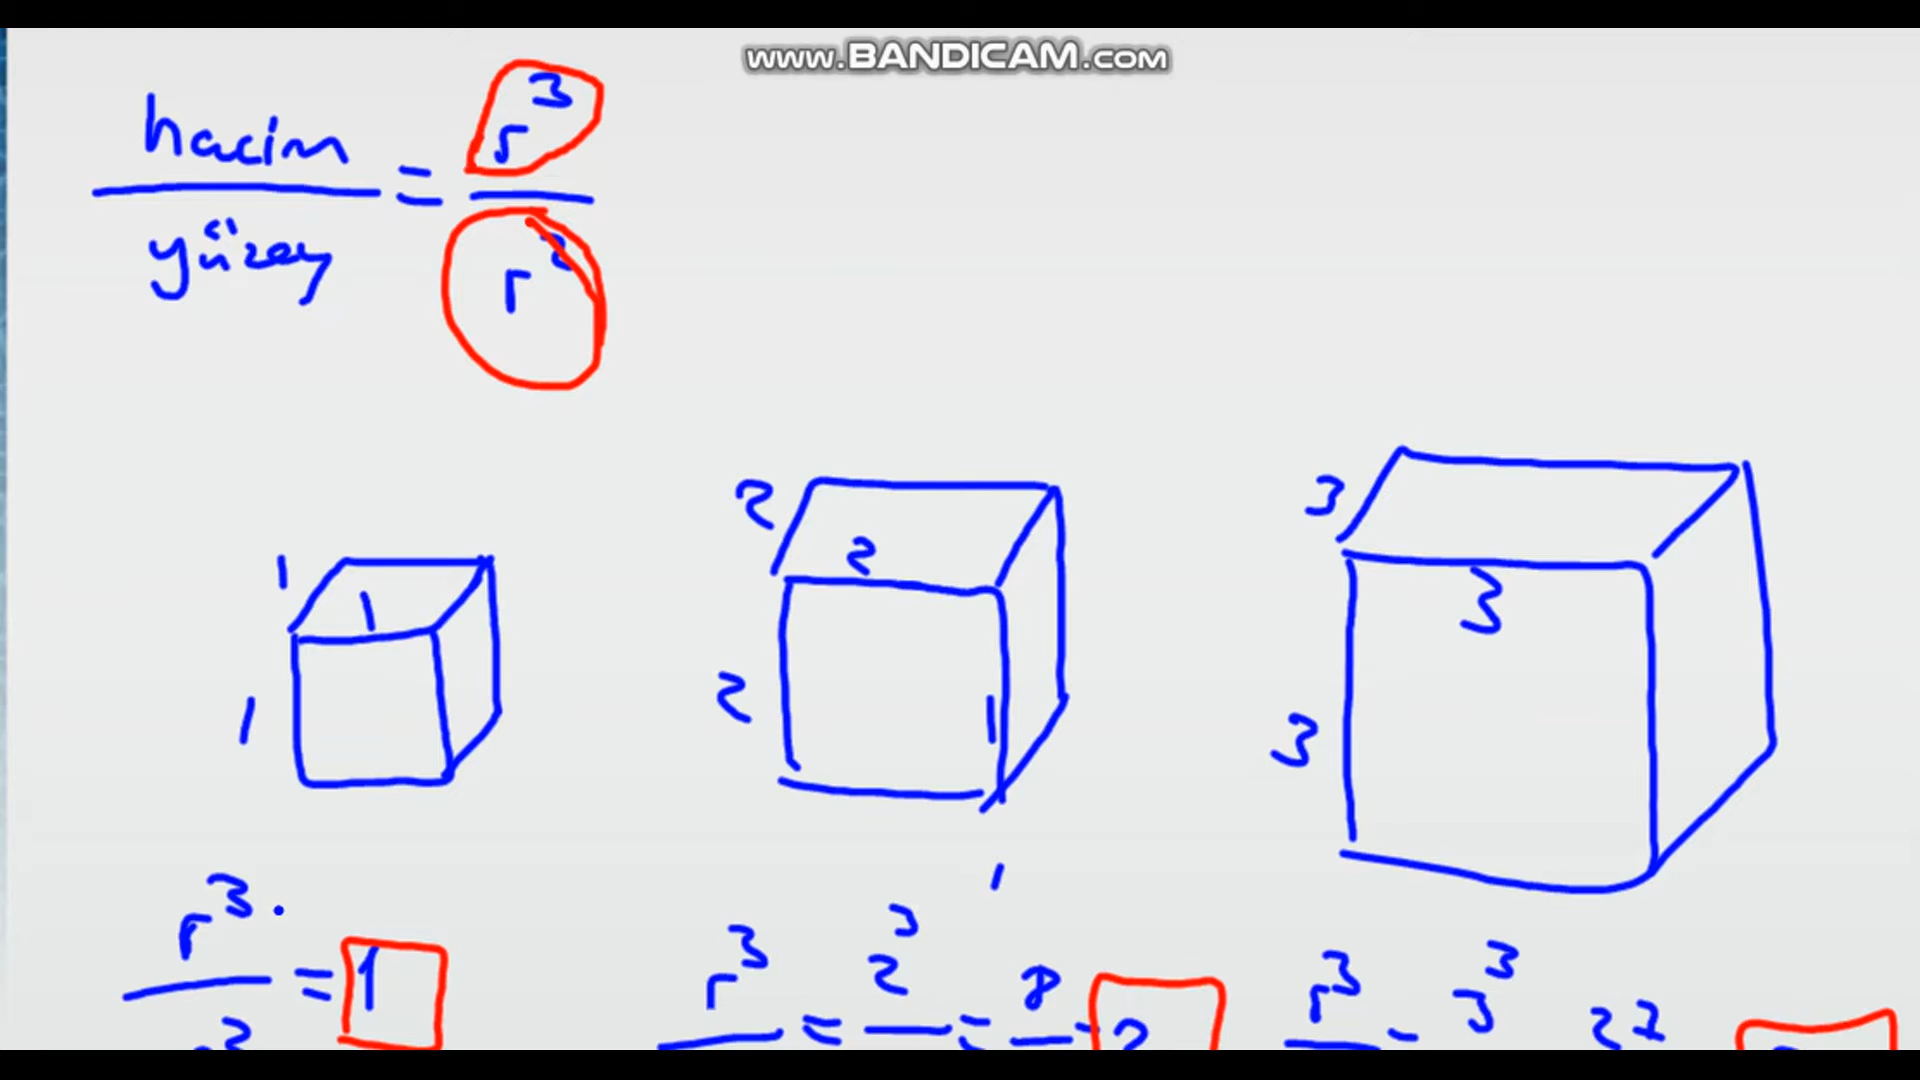 www.BANDICAM.com
hacim / yüzey = r³ / r²
1
1
1
2
2
2
1
3
3
3
r³ / r² = 1
r³ = 2³ = 8 = 2
r³ = 3³ 27